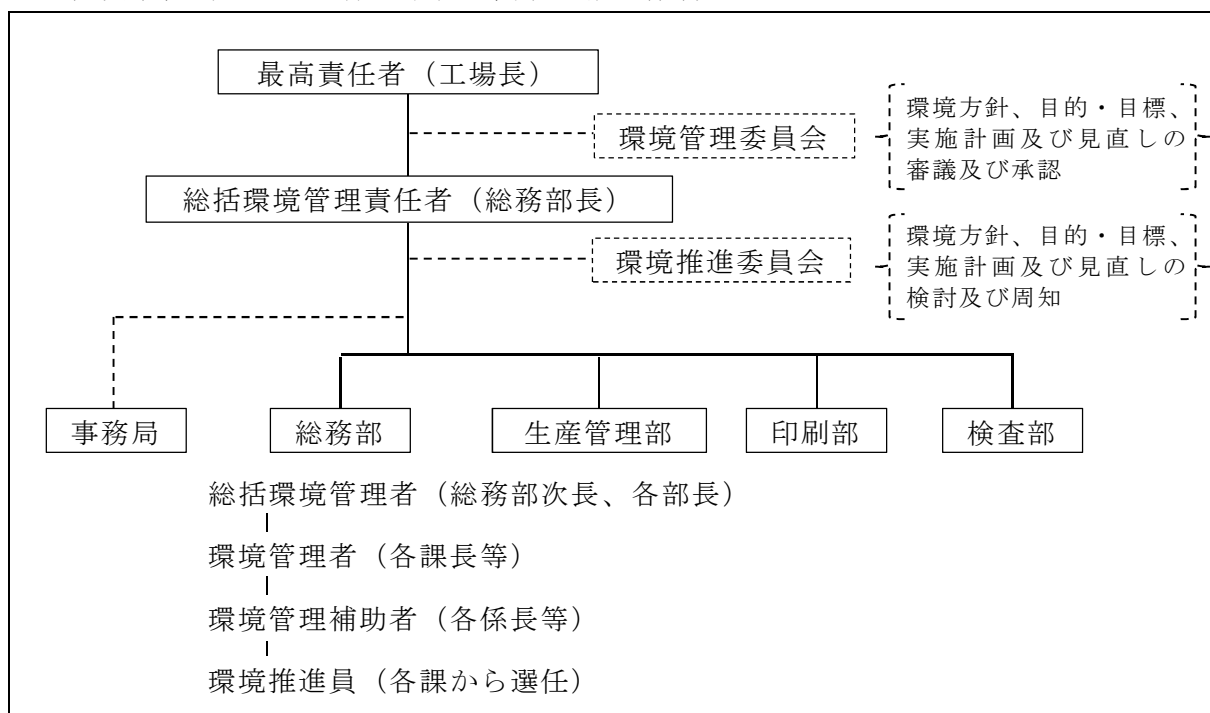 最高責任者（工場長）
環境管理委員会
環境方針、目的・目標、
実施計画及び見直しの
審議及び承認
総括環境管理責任者（総務部長）
環境推進委員会
環境方針、目的・目標、
実施計画及び見直しの
検討及び周知
事務局
総務部
生産管理部
印刷部
検査部
総括環境管理者（総務部次長、各部長）
環境管理者（各課長等）
環境管理補助者（各係長等）
環境推進員（各課から選任）